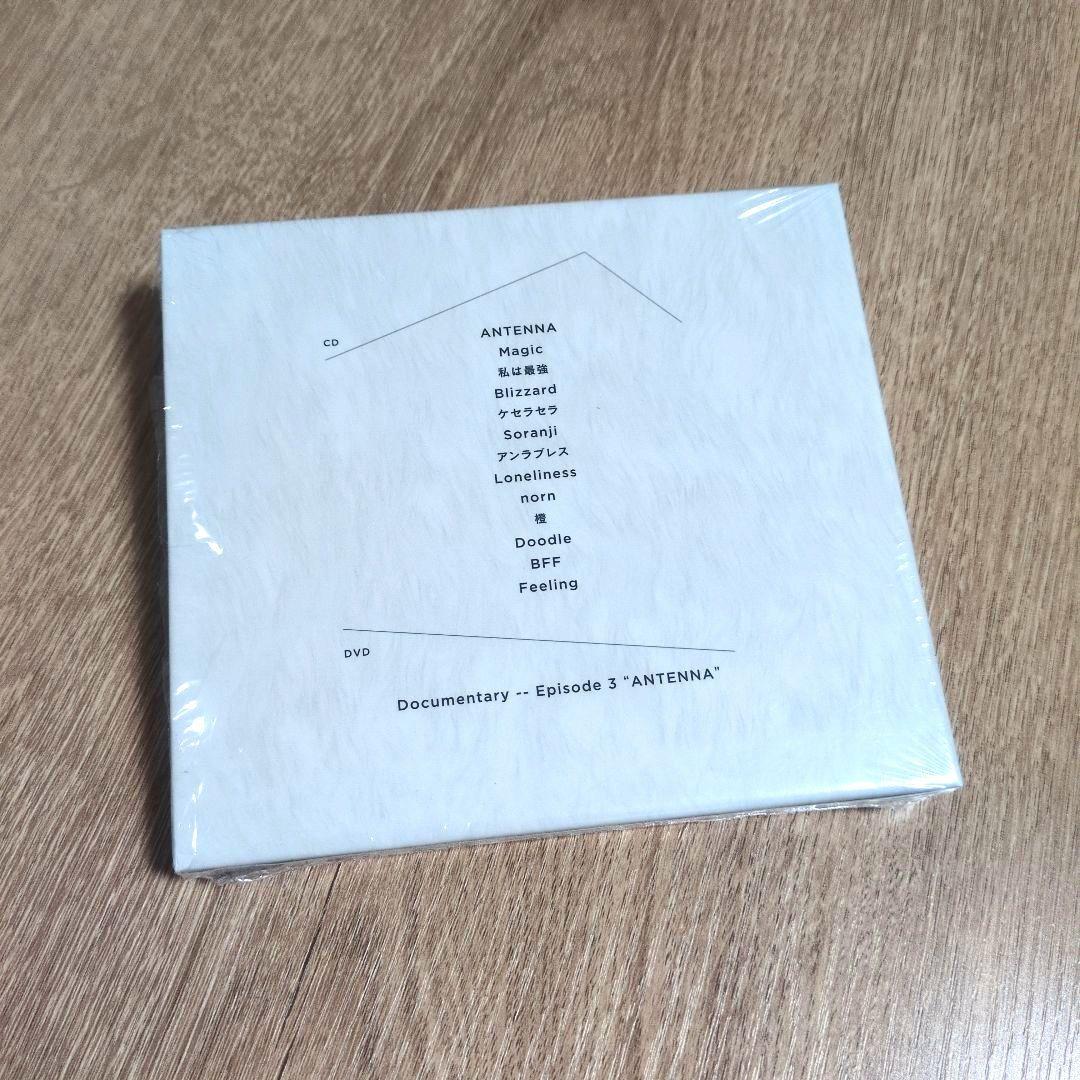 CD
ANTENNA
Magic
私は最強
Blizzard
ケセラセラ
Soranji
アンラブレス
Loneliness
norn
橙
Doodle
BFF
Feeling
DVD
Documentary -- Episode 3 “ANTENNA”